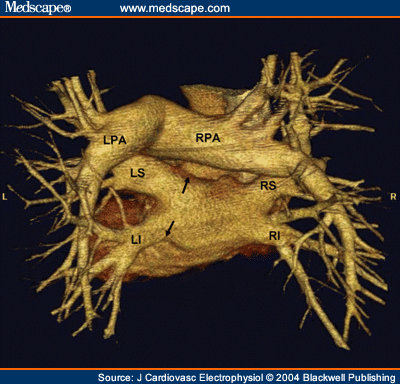 Medscape® www.medscape.com
LPA RPA
LS RS
L R
LI RI
Source: J Cardiovasc Electrophysiol © 2004 Blackwell Publishing